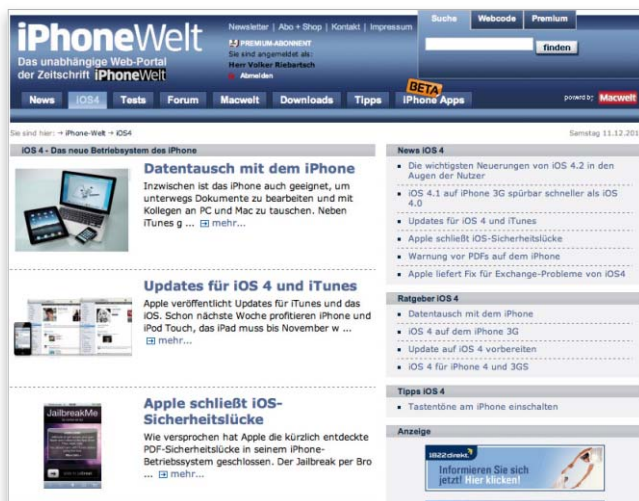 iPhoneWelt
Das unabhängige Web-Portal
der Zeitschrift iPhoneWelt
Newsletter | Abo + Shop | Kontakt | Impressum
PREMIUM-ABONNENT
Sie sind angemeldet als:
Herr Volker Riebartsch
Abmelden
Suche Webcode Premium
finden
News iOS4 Tests Forum Macwelt Downloads Tipps iPhone Apps
BETA
powered by Macwelt
Sie sind hier: → iPhone-Welt → iOS4
Samstag 11.12.201
iOS 4 - Das neue Betriebsystem des iPhone
Datentausch mit dem iPhone
Inzwischen ist das iPhone auch geeignet, um
unterwegs Dokumente zu bearbeiten und mit
Kollegen an PC und Mac zu tauschen. Neben
iTunes g ... mehr...
Updates für iOS 4 und iTunes
Apple veröffentlicht Updates für iTunes und das
iOS. Schon nächste Woche profitieren iPhone und
iPod Touch, das iPad muss bis November w ...
mehr...
JailbreakMe
Apple schließt iOS-
Sicherheitslücke
Wie versprochen hat Apple die kürzlich entdeckte
PDF-Sicherheitslücke in seinem iPhone-
Betriebssystem geschlossen. Der Jailbreak per Bro
... mehr...
News iOS 4
Die wichtigsten Neuerungen von iOS 4.2 in den
Augen der Nutzer
iOS 4.1 auf iPhone 3G spürbar schneller als iOS
4.0
Updates für iOS 4 und iTunes
Apple schließt iOS-Sicherheitslücke
Warnung vor PDFs auf dem iPhone
Apple liefert Fix für Exchange-Probleme von iOS4
Ratgeber iOS 4
Datentausch mit dem iPhone
iOS 4 auf dem iPhone 3G
Update auf iOS 4 vorbereiten
iOS 4 für iPhone 4 und 3GS
Tipps iOS 4
Tastentöne am iPhone einschalten
Anzeige
1822direkt
Informieren Sie sich
jetzt! Hier klicken!